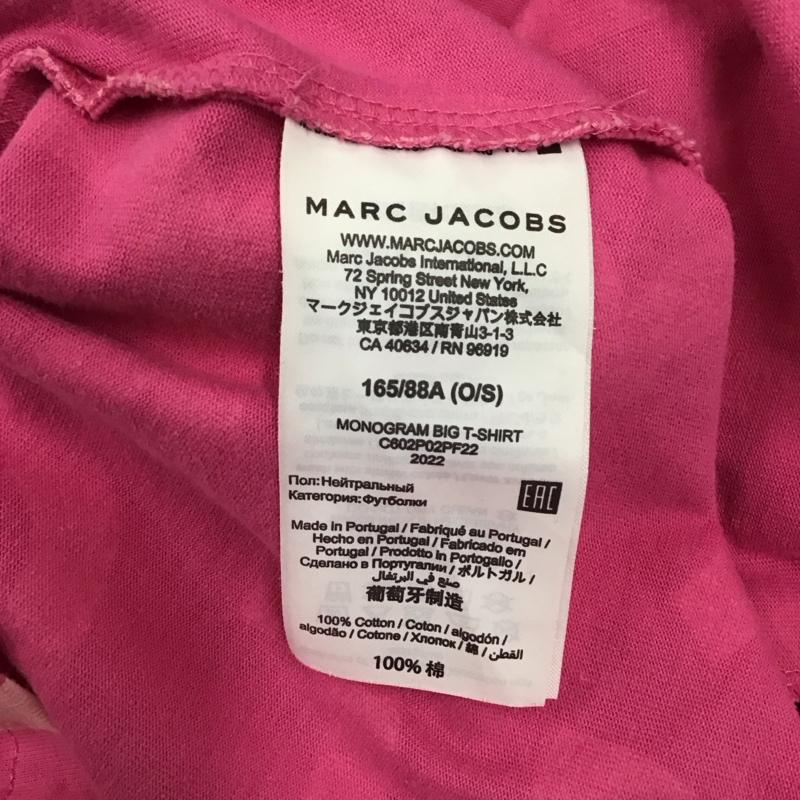 MARC JACOBS
WWW.MARCJACOBS.COM
Marc Jacobs International, L.L.C
72 Spring Street New York,
NY 10012 United States
マークジェイコブスジャパン株式会社
東京都港区南青山3-1-3
CA 40634 / RN 96919
165/88A (O/S)
MONOGRAM BIG T-SHIRT
C602P02PF22
2022
Пол: Нейтральный
Категория: Футболки
EAC
Made in Portugal / Fabriqué au Portugal /
Hecho en Portugal / Fabricado em
Portugal / Prodotto in Portogallo /
Сделано в Португалии / ポルトガル /
صنع في البرتغال
葡萄牙制造
100% Cotton / Coton / algodón /
algodão / Cotone / Хлопок / 綿 / القطن
100% 棉